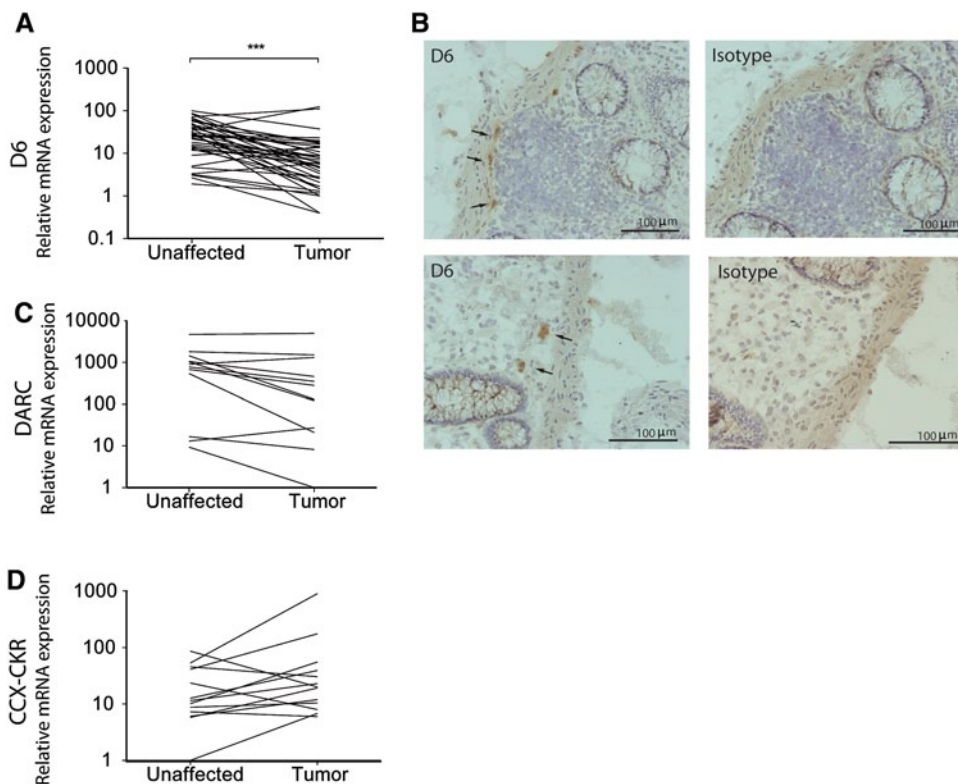 A
D6
Relative mRNA expression
***
1000
100
10
1
0.1
Unaffected
Tumor
B
D6
100 µm
Isotype
100 µm
D6
100 µm
Isotype
100 µm
C
DARC
Relative mRNA expression
10000
1000
100
10
1
Unaffected
Tumor
D
CCX-CKR
Relative mRNA expression
1000
100
10
1
Unaffected
Tumor